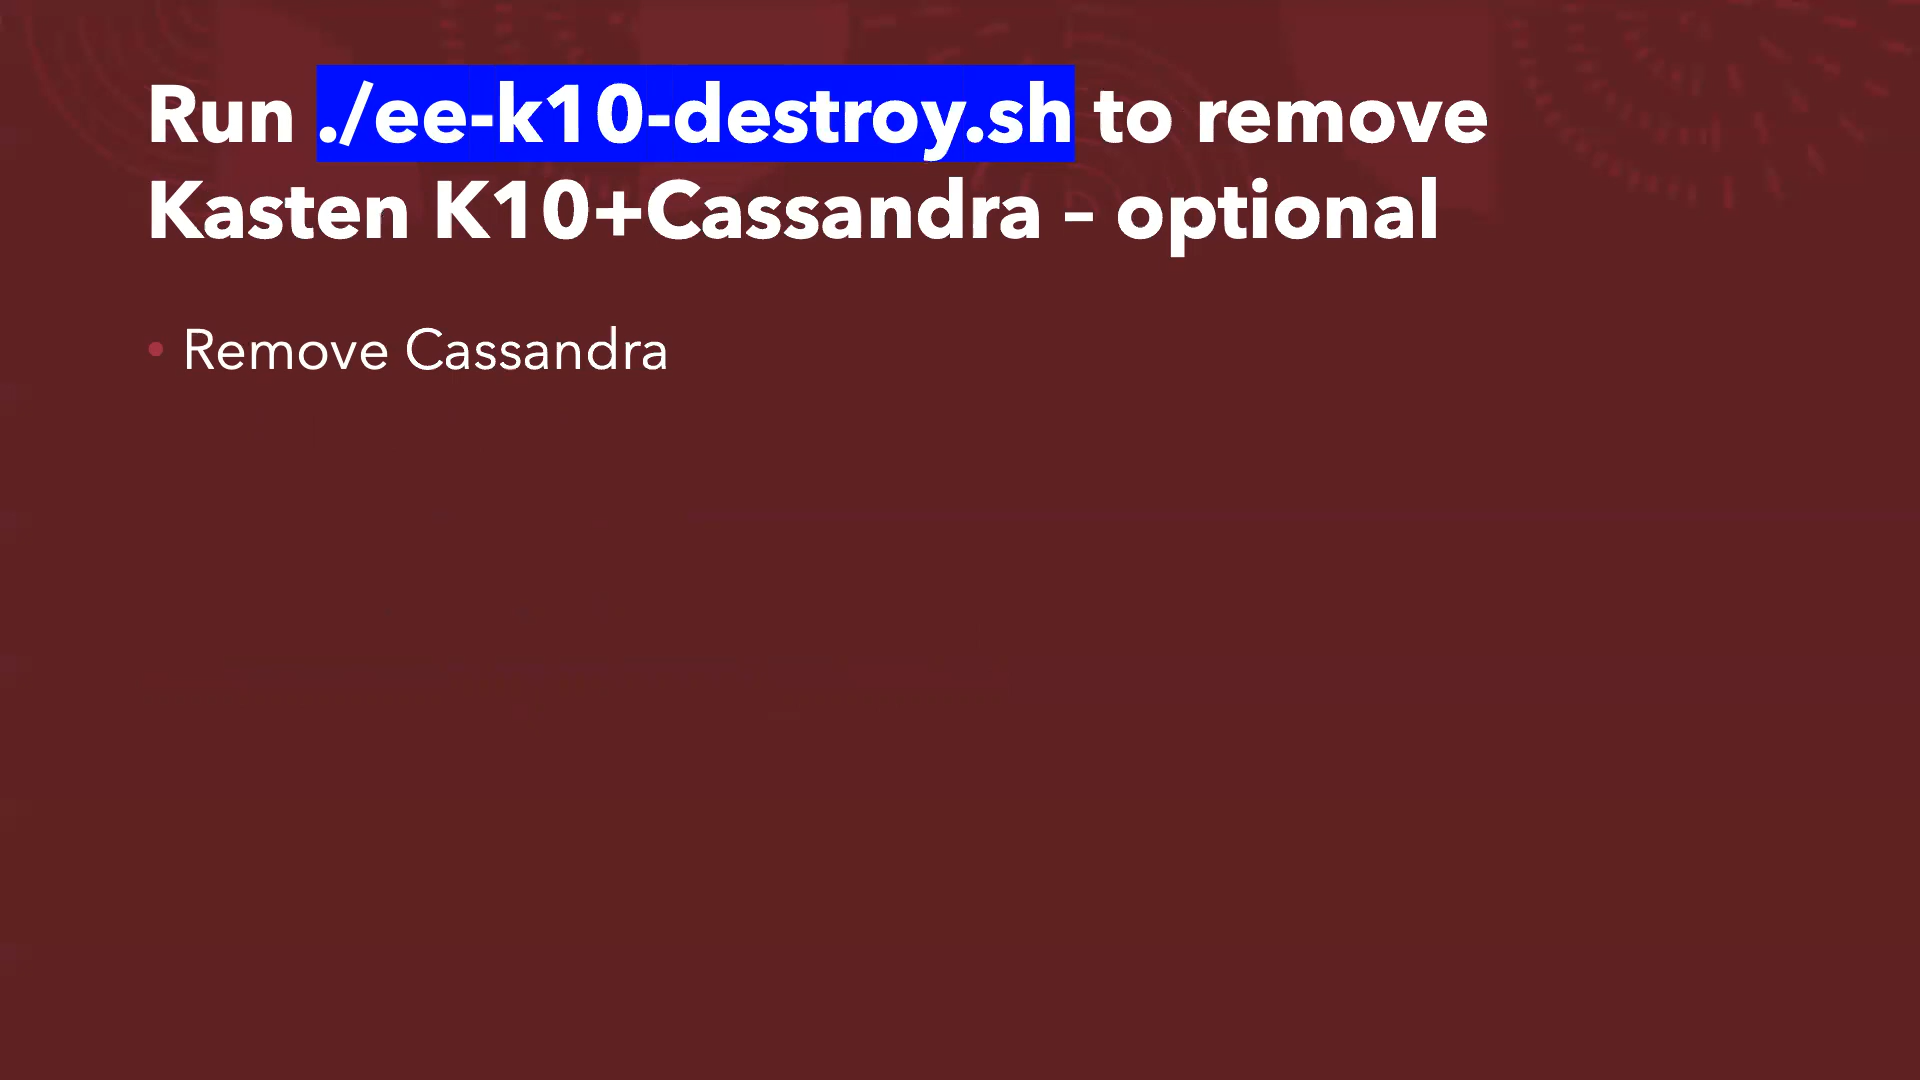 Run ./ee-k10-destroy.sh to remove
Kasten K10+Cassandra – optional
• Remove Cassandra